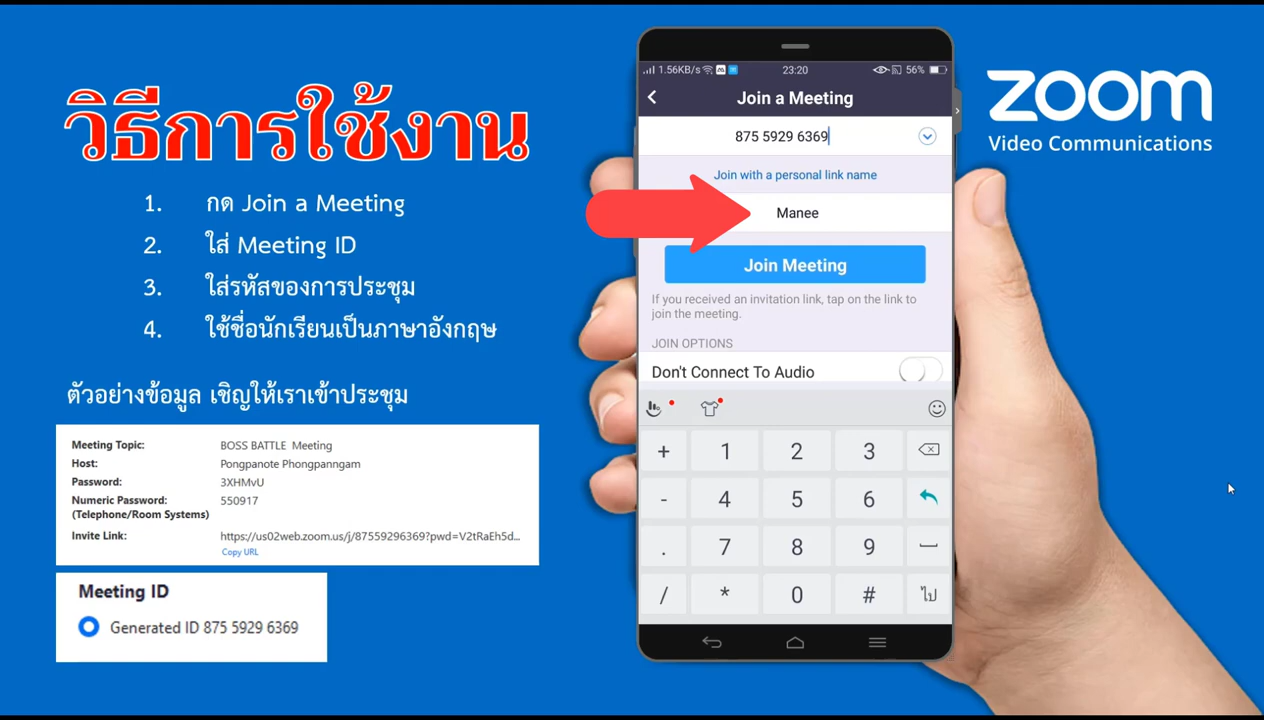 วิธีการใช้งาน
1. กด Join a Meeting
2. ใส่ Meeting ID
3. ใส่รหัสของการประชุม
4. ใช้ชื่อนักเรียนเป็นภาษาอังกฤษ
ตัวอย่างข้อมูล เชิญให้เราเข้าประชุม
Meeting Topic: BOSS BATTLE Meeting
Host: Pongpanote Phongpanngam
Password: 3XHMvU
Numeric Password: 550917
(Telephone/Room Systems)
Invite Link: https://us02web.zoom.us/j/87559296369?pwd=V2tRaEh5d...
Copy URL
Meeting ID
Generated ID 875 5929 6369
1.56KB/s 23:20 56%
Join a Meeting
875 5929 6369
Join with a personal link name
Manee
Join Meeting
If you received an invitation link, tap on the link to
join the meeting.
JOIN OPTIONS
Don't Connect To Audio
+ 1 2 3
- 4 5 6
. 7 8 9
/ * 0 # ไป
zoom
Video Communications